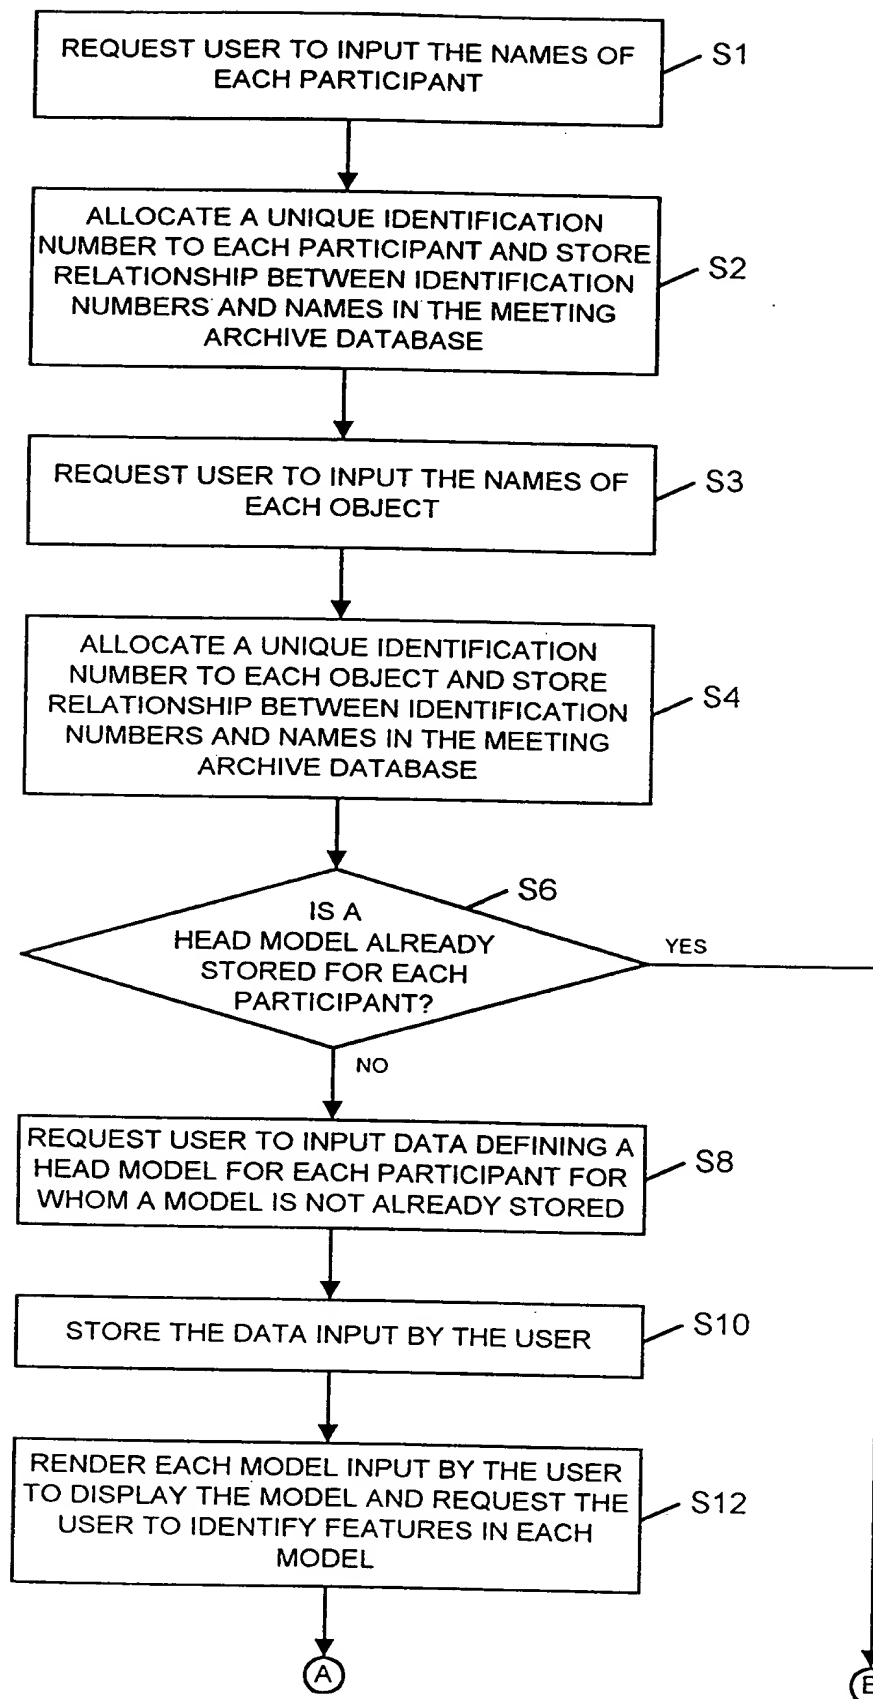 REQUEST USER TO INPUT THE NAMES OF
EACH PARTICIPANT
S1
ALLOCATE A UNIQUE IDENTIFICATION
NUMBER TO EACH PARTICIPANT AND STORE
RELATIONSHIP BETWEEN IDENTIFICATION
NUMBERS AND NAMES IN THE MEETING
ARCHIVE DATABASE
S2
REQUEST USER TO INPUT THE NAMES OF
EACH OBJECT
S3
ALLOCATE A UNIQUE IDENTIFICATION
NUMBER TO EACH OBJECT AND STORE
RELATIONSHIP BETWEEN IDENTIFICATION
NUMBERS AND NAMES IN THE MEETING
ARCHIVE DATABASE
S4
S6
IS A
HEAD MODEL ALREADY
STORED FOR EACH
PARTICIPANT?
YES
NO
REQUEST USER TO INPUT DATA DEFINING A
HEAD MODEL FOR EACH PARTICIPANT FOR
WHOM A MODEL IS NOT ALREADY STORED
S8
STORE THE DATA INPUT BY THE USER
S10
RENDER EACH MODEL INPUT BY THE USER
TO DISPLAY THE MODEL AND REQUEST THE
USER TO IDENTIFY FEATURES IN EACH
MODEL
S12
A